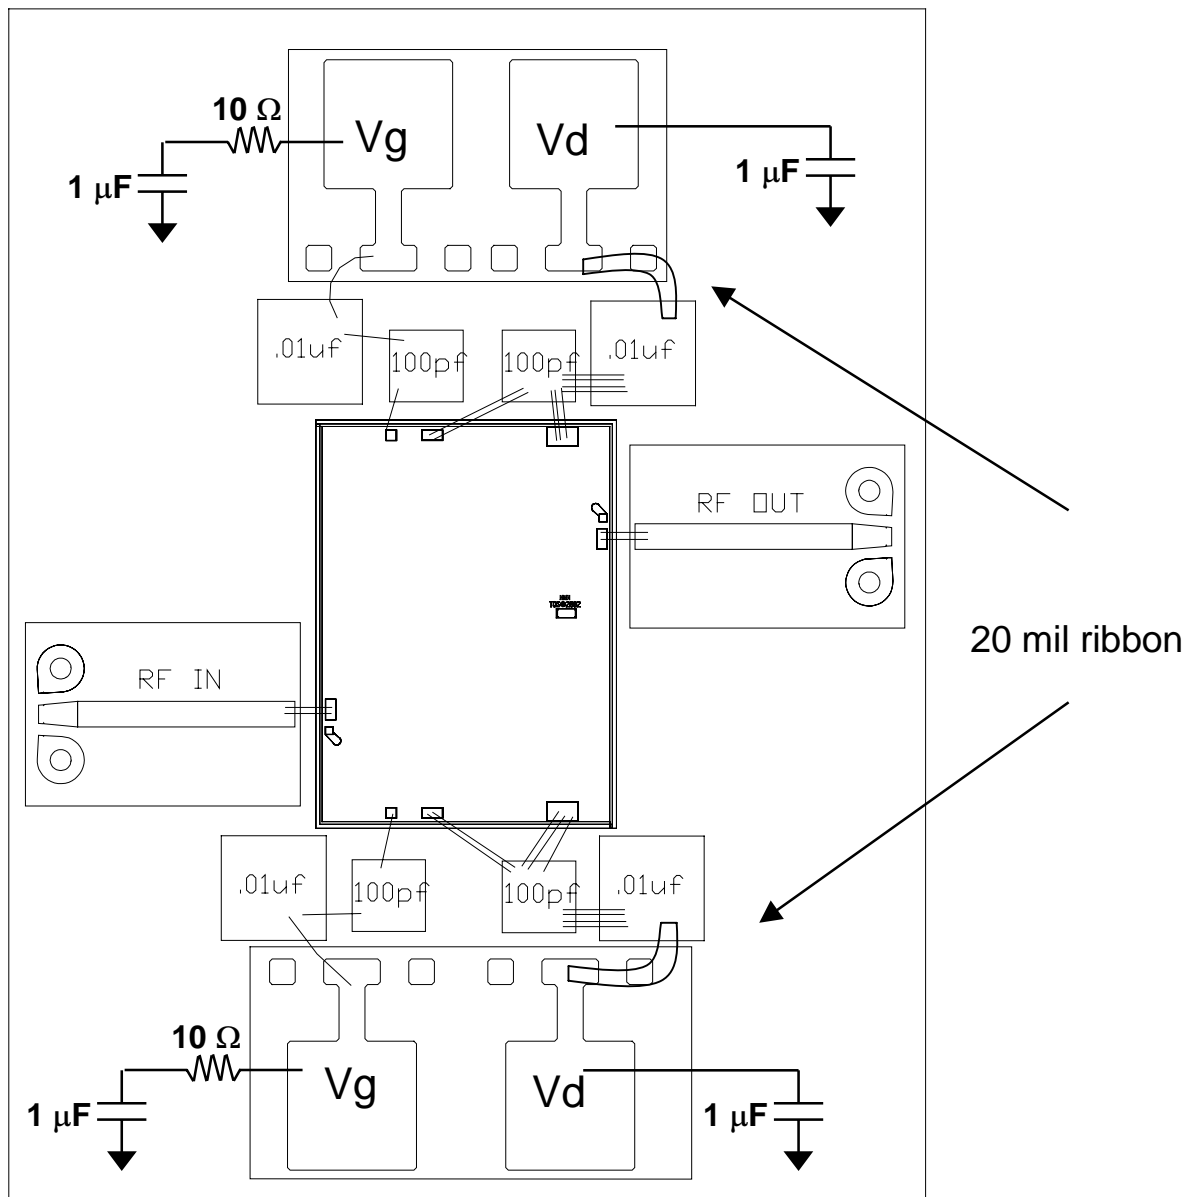 10 Ω
Vg
Vd
1 μF
1 μF
.01uf
100pf
100pf
.01uf
RF OUT
20 mil ribbon
RF IN
.01uf
100pf
100pf
.01uf
10 Ω
Vg
Vd
1 μF
1 μF